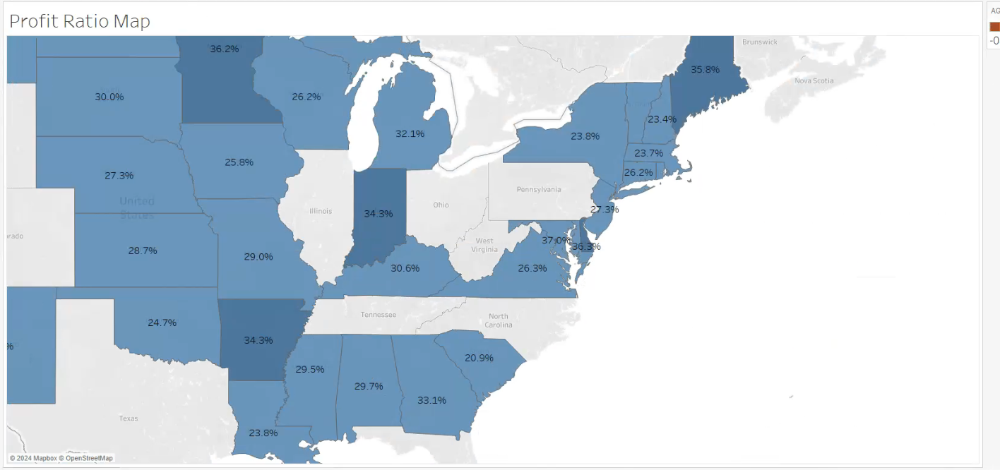 Profit Ratio Map
AG
-0
36.2%
Brunswick
35.8%
Nova Scotia
30.0%
26.2%
23.4%
32.1%
23.8%
23.7%
25.8%
26.2%
27.3%
Pennsylvania
United
States
Ohio
27.3%
Illinois
34.3%
orado
West
Virginia
37.0%
36.3%
28.7%
29.0%
30.6%
26.3%
Tennessee
North
Carolina
24.7%
34.3%
%
20.9%
29.5%
29.7%
33.1%
Texas
23.8%
© 2024 Mapbox © OpenStreetMap